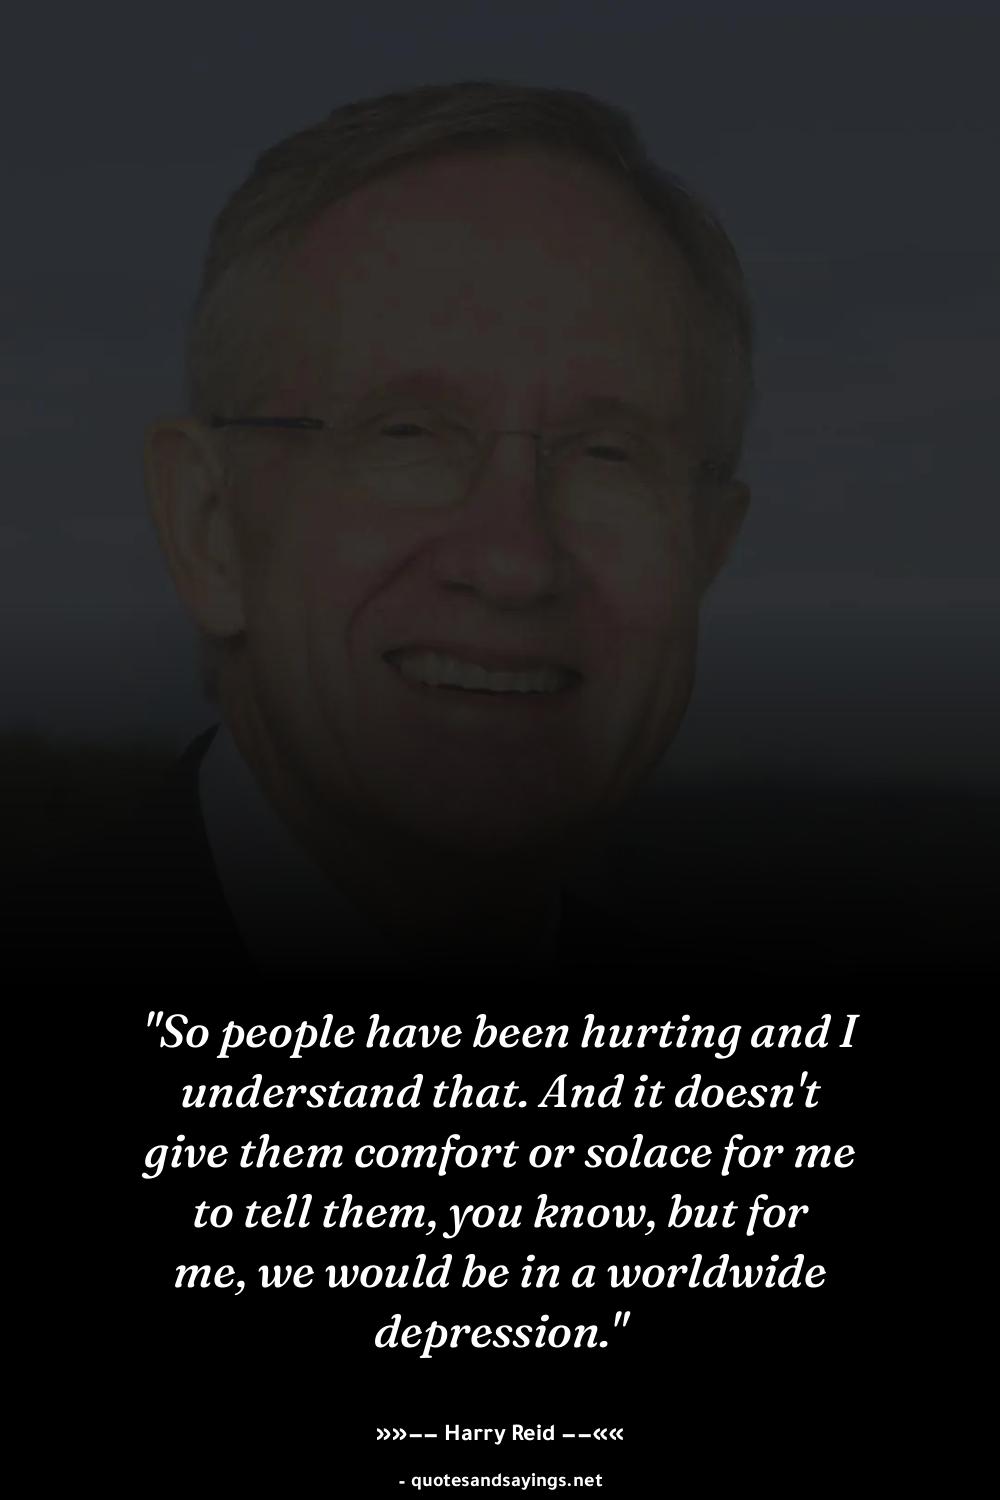 "So people have been hurting and I
understand that. And it doesn't
give them comfort or solace for me
to tell them, you know, but for
me, we would be in a worldwide
depression."
»»–– Harry Reid ––««
- quotesandsayings.net